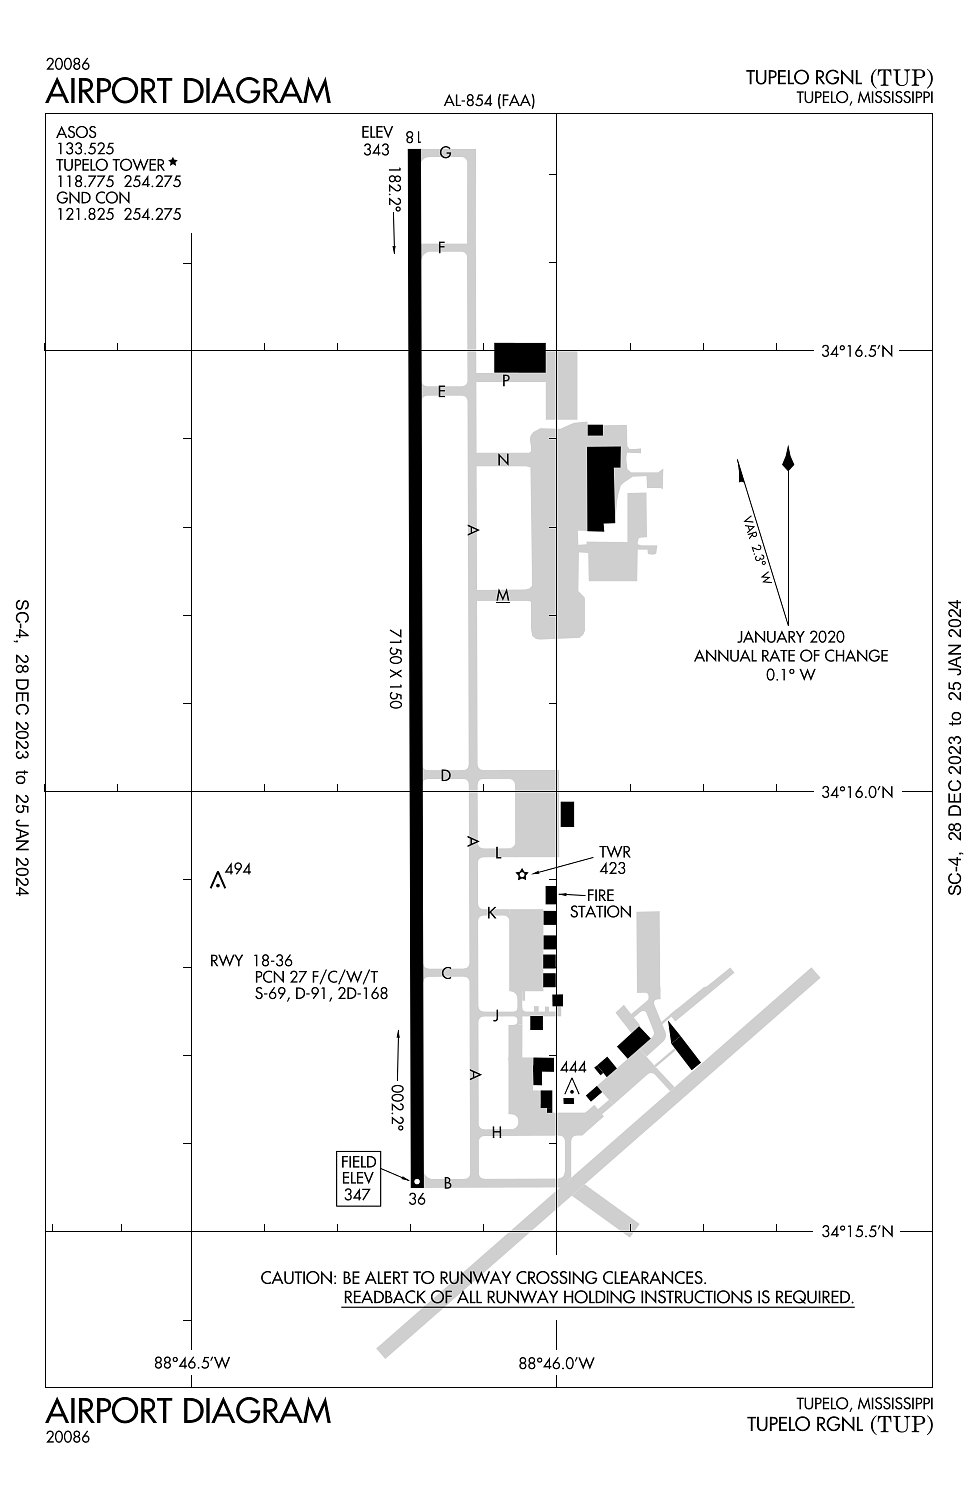 20086
AIRPORT DIAGRAM
AL-854 (FAA)
TUPELO RGNL (TUP)
TUPELO, MISSISSIPPI
ASOS
133.525
TUPELO TOWER★
118.775 254.275
GND CON
121.825 254.275
ELEV
343
18
G
182.2°
F
34°16.5'N
P
E
N
A
VAR 2.3° W
M
7150 X 150
JANUARY 2020
ANNUAL RATE OF CHANGE
0.1° W
SC-4, 28 DEC 2023 to 25 JAN 2024
SC-4, 28 DEC 2023 to 25 JAN 2024
D
34°16.0'N
A
L
TWR
423
494
FIRE
STATION
K
RWY 18-36
PCN 27 F/C/W/T
S-69, D-91, 2D-168
C
J
A
444
002.2°
H
FIELD
ELEV
347
B
36
34°15.5'N
CAUTION: BE ALERT TO RUNWAY CROSSING CLEARANCES.
READBACK OF ALL RUNWAY HOLDING INSTRUCTIONS IS REQUIRED.
88°46.5'W
88°46.0'W
AIRPORT DIAGRAM
20086
TUPELO, MISSISSIPPI
TUPELO RGNL (TUP)